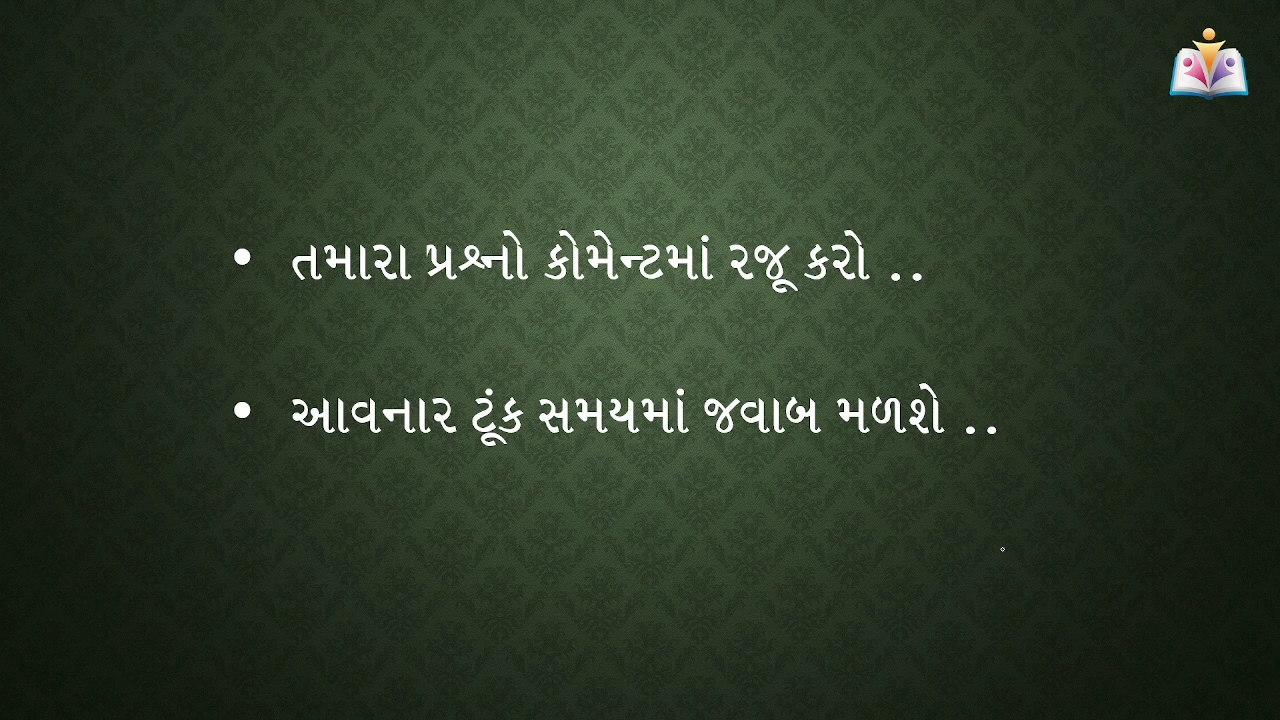 • તમારા પ્રશ્નો કોમેન્ટમાં રજૂ કરો ..
• આવનાર ટૂંક સમયમાં જવાબ મળશે ..